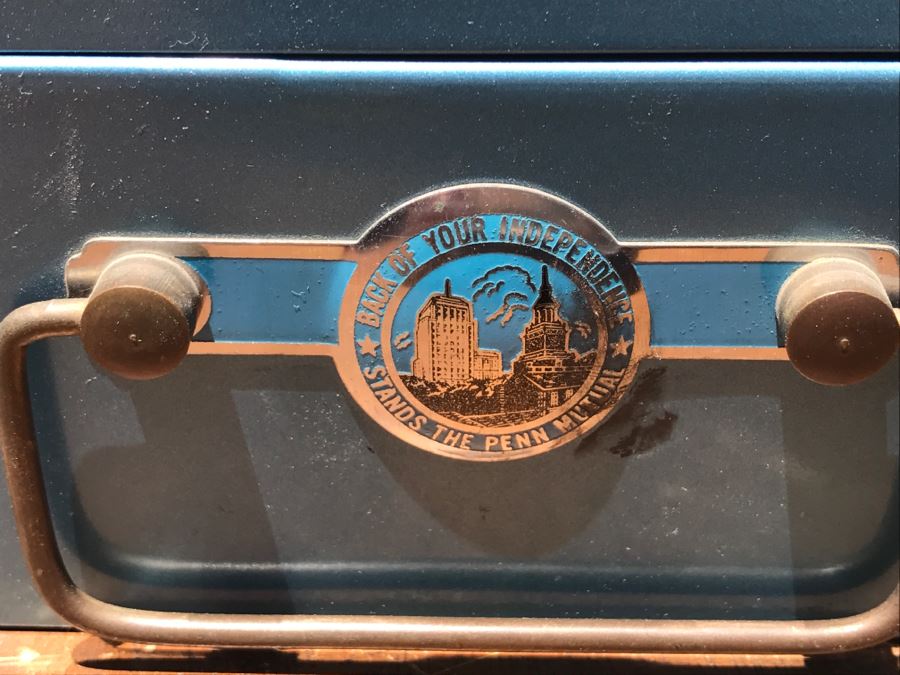 BACK OF YOUR INDEPENDENCE
STANDS THE PENN MUTUAL